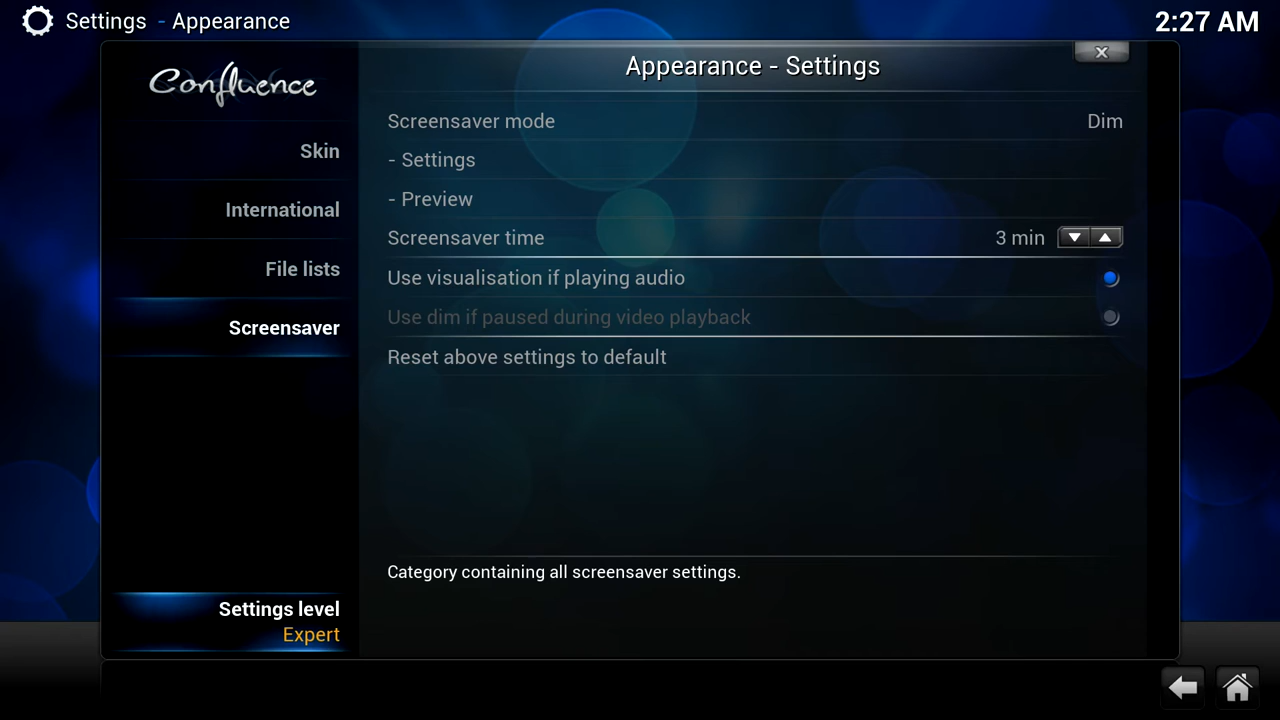 Settings - Appearance
2:27 AM
Confluence
Appearance - Settings
Skin
International
File lists
Screensaver
Screensaver mode Dim
- Settings
- Preview
Screensaver time 3 min
Use visualisation if playing audio
Use dim if paused during video playback
Reset above settings to default
Category containing all screensaver settings.
Settings level
Expert